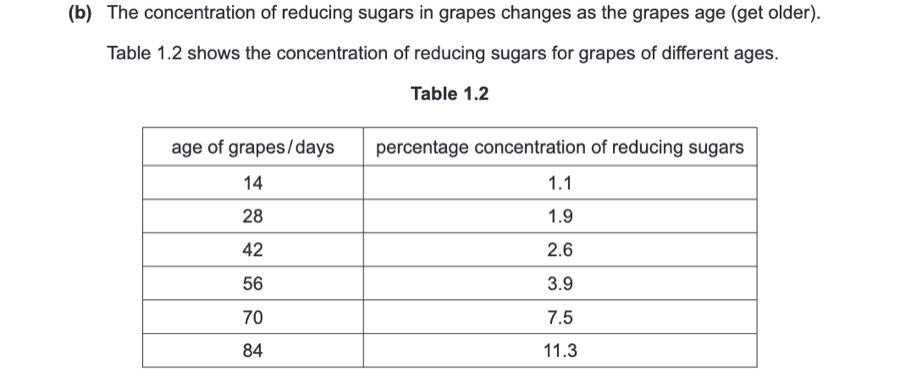 (b) The concentration of reducing sugars in grapes changes as the grapes age (get older).
Table 1.2 shows the concentration of reducing sugars for grapes of different ages.
Table 1.2
age of grapes/days percentage concentration of reducing sugars
14 1.1
28 1.9
42 2.6
56 3.9
70 7.5
84 11.3